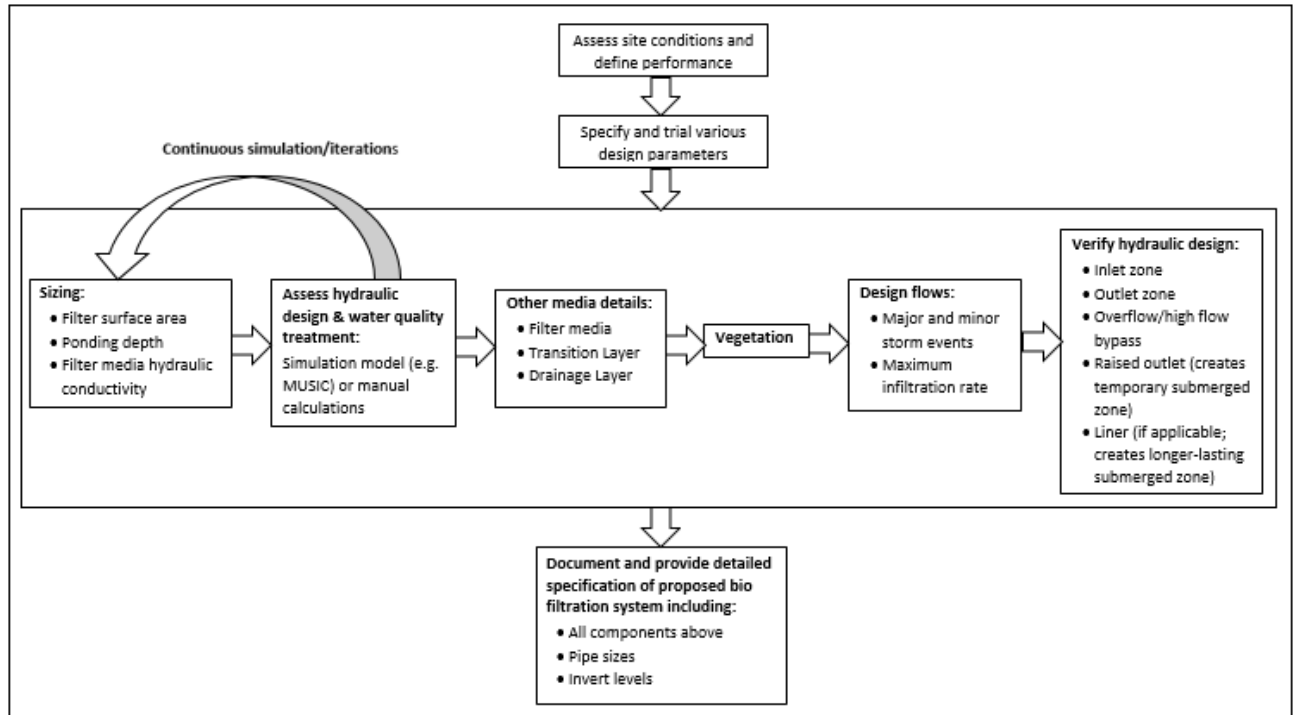 Assess site conditions and
define performance
Specify and trial various
design parameters
Continuous simulation/iterations
Sizing:
• Filter surface area
• Ponding depth
• Filter media hydraulic
conductivity
Assess hydraulic
design & water quality
treatment:
Simulation model (e.g.
MUSIC) or manual
calculations
Other media details:
• Filter media
• Transition Layer
• Drainage Layer
Vegetation
Design flows:
• Major and minor
storm events
• Maximum
infiltration rate
Verify hydraulic design:
• Inlet zone
• Outlet zone
• Overflow/high flow
bypass
• Raised outlet (creates
temporary submerged
zone)
• Liner (if applicable;
creates longer-lasting
submerged zone)
Document and provide detailed
specification of proposed bio
filtration system including:
• All components above
• Pipe sizes
• Invert levels